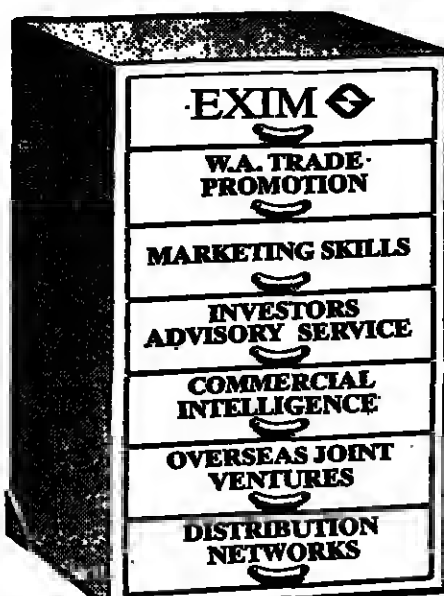 EXIM
W.A. TRADE
PROMOTION
MARKETING SKILLS
INVESTORS
ADVISORY SERVICE
COMMERCIAL
INTELLIGENCE
OVERSEAS JOINT
VENTURES
DISTRIBUTION
NETWORKS